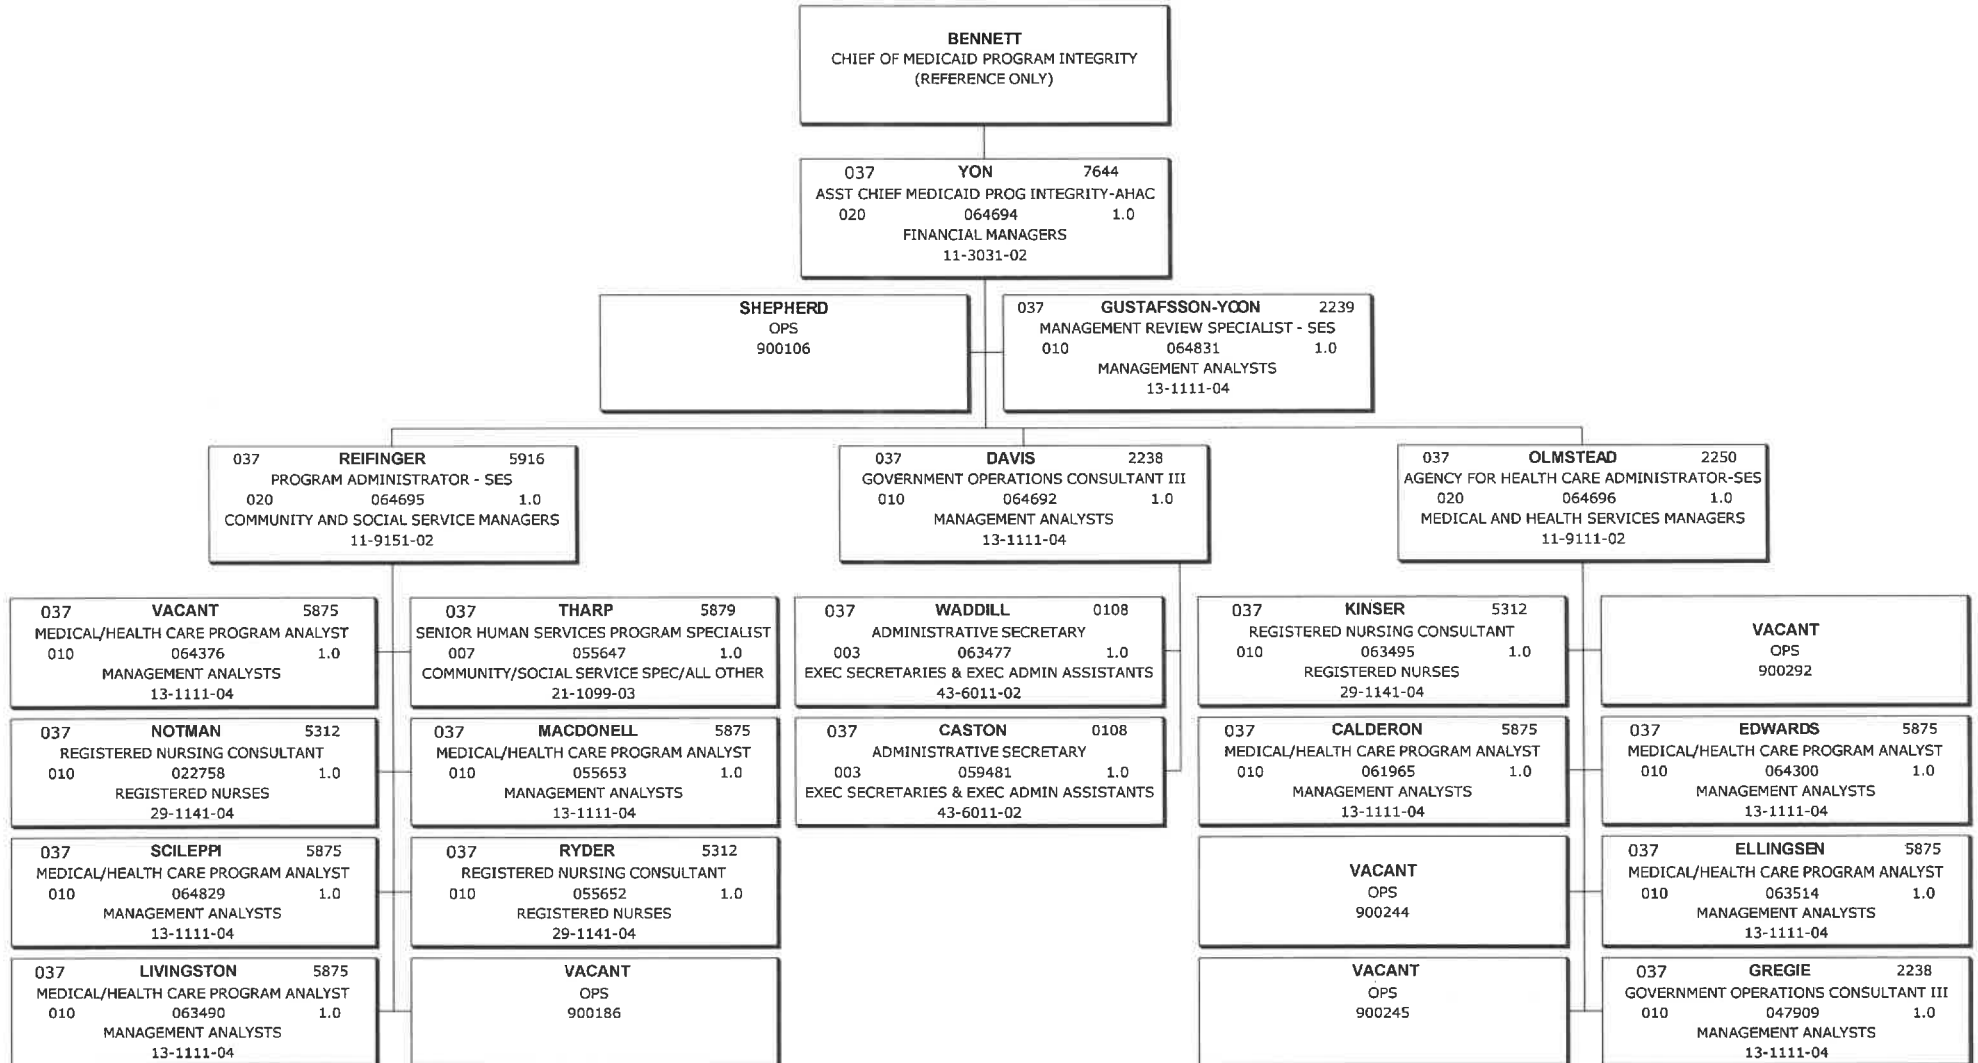 BENNETT
CHIEF OF MEDICAID PROGRAM INTEGRITY
(REFERENCE ONLY)
037 YON 7644
ASST CHIEF MEDICAID PROG INTEGRITY-AHAC
020 064694 1.0
FINANCIAL MANAGERS
11-3031-02
SHEPHERD
OPS
900106
037 GUSTAFSSON-YOON 2239
MANAGEMENT REVIEW SPECIALIST - SES
010 064831 1.0
MANAGEMENT ANALYSTS
13-1111-04
037 REIFINGER 5916
PROGRAM ADMINISTRATOR - SES
020 064695 1.0
COMMUNITY AND SOCIAL SERVICE MANAGERS
11-9151-02
037 DAVIS 2238
GOVERNMENT OPERATIONS CONSULTANT III
010 064692 1.0
MANAGEMENT ANALYSTS
13-1111-04
037 OLMSTEAD 2250
AGENCY FOR HEALTH CARE ADMINISTRATOR-SES
020 064696 1.0
MEDICAL AND HEALTH SERVICES MANAGERS
11-9111-02
037 VACANT 5875
MEDICAL/HEALTH CARE PROGRAM ANALYST
010 064376 1.0
MANAGEMENT ANALYSTS
13-1111-04
037 THARP 5879
SENIOR HUMAN SERVICES PROGRAM SPECIALIST
007 055647 1.0
COMMUNITY/SOCIAL SERVICE SPEC/ALL OTHER
21-1099-03
037 WADDILL 0108
ADMINISTRATIVE SECRETARY
003 063477 1.0
EXEC SECRETARIES & EXEC ADMIN ASSISTANTS
43-6011-02
037 KINSER 5312
REGISTERED NURSING CONSULTANT
010 063495 1.0
REGISTERED NURSES
29-1141-04
VACANT
OPS
900292
037 NOTMAN 5312
REGISTERED NURSING CONSULTANT
010 022758 1.0
REGISTERED NURSES
29-1141-04
037 MACDONELL 5875
MEDICAL/HEALTH CARE PROGRAM ANALYST
010 055653 1.0
MANAGEMENT ANALYSTS
13-1111-04
037 CASTON 0108
ADMINISTRATIVE SECRETARY
003 059481 1.0
EXEC SECRETARIES & EXEC ADMIN ASSISTANTS
43-6011-02
037 CALDERON 5875
MEDICAL/HEALTH CARE PROGRAM ANALYST
010 061965 1.0
MANAGEMENT ANALYSTS
13-1111-04
037 EDWARDS 5875
MEDICAL/HEALTH CARE PROGRAM ANALYST
010 064300 1.0
MANAGEMENT ANALYSTS
13-1111-04
037 SCILEPPI 5875
MEDICAL/HEALTH CARE PROGRAM ANALYST
010 064829 1.0
MANAGEMENT ANALYSTS
13-1111-04
037 RYDER 5312
REGISTERED NURSING CONSULTANT
010 055652 1.0
REGISTERED NURSES
29-1141-04
VACANT
OPS
900244
037 ELLINGSEN 5875
MEDICAL/HEALTH CARE PROGRAM ANALYST
010 063514 1.0
MANAGEMENT ANALYSTS
13-1111-04
037 LIVINGSTON 5875
MEDICAL/HEALTH CARE PROGRAM ANALYST
010 063490 1.0
MANAGEMENT ANALYSTS
13-1111-04
VACANT
OPS
900186
VACANT
OPS
900245
037 GREGIE 2238
GOVERNMENT OPERATIONS CONSULTANT III
010 047909 1.0
MANAGEMENT ANALYSTS
13-1111-04